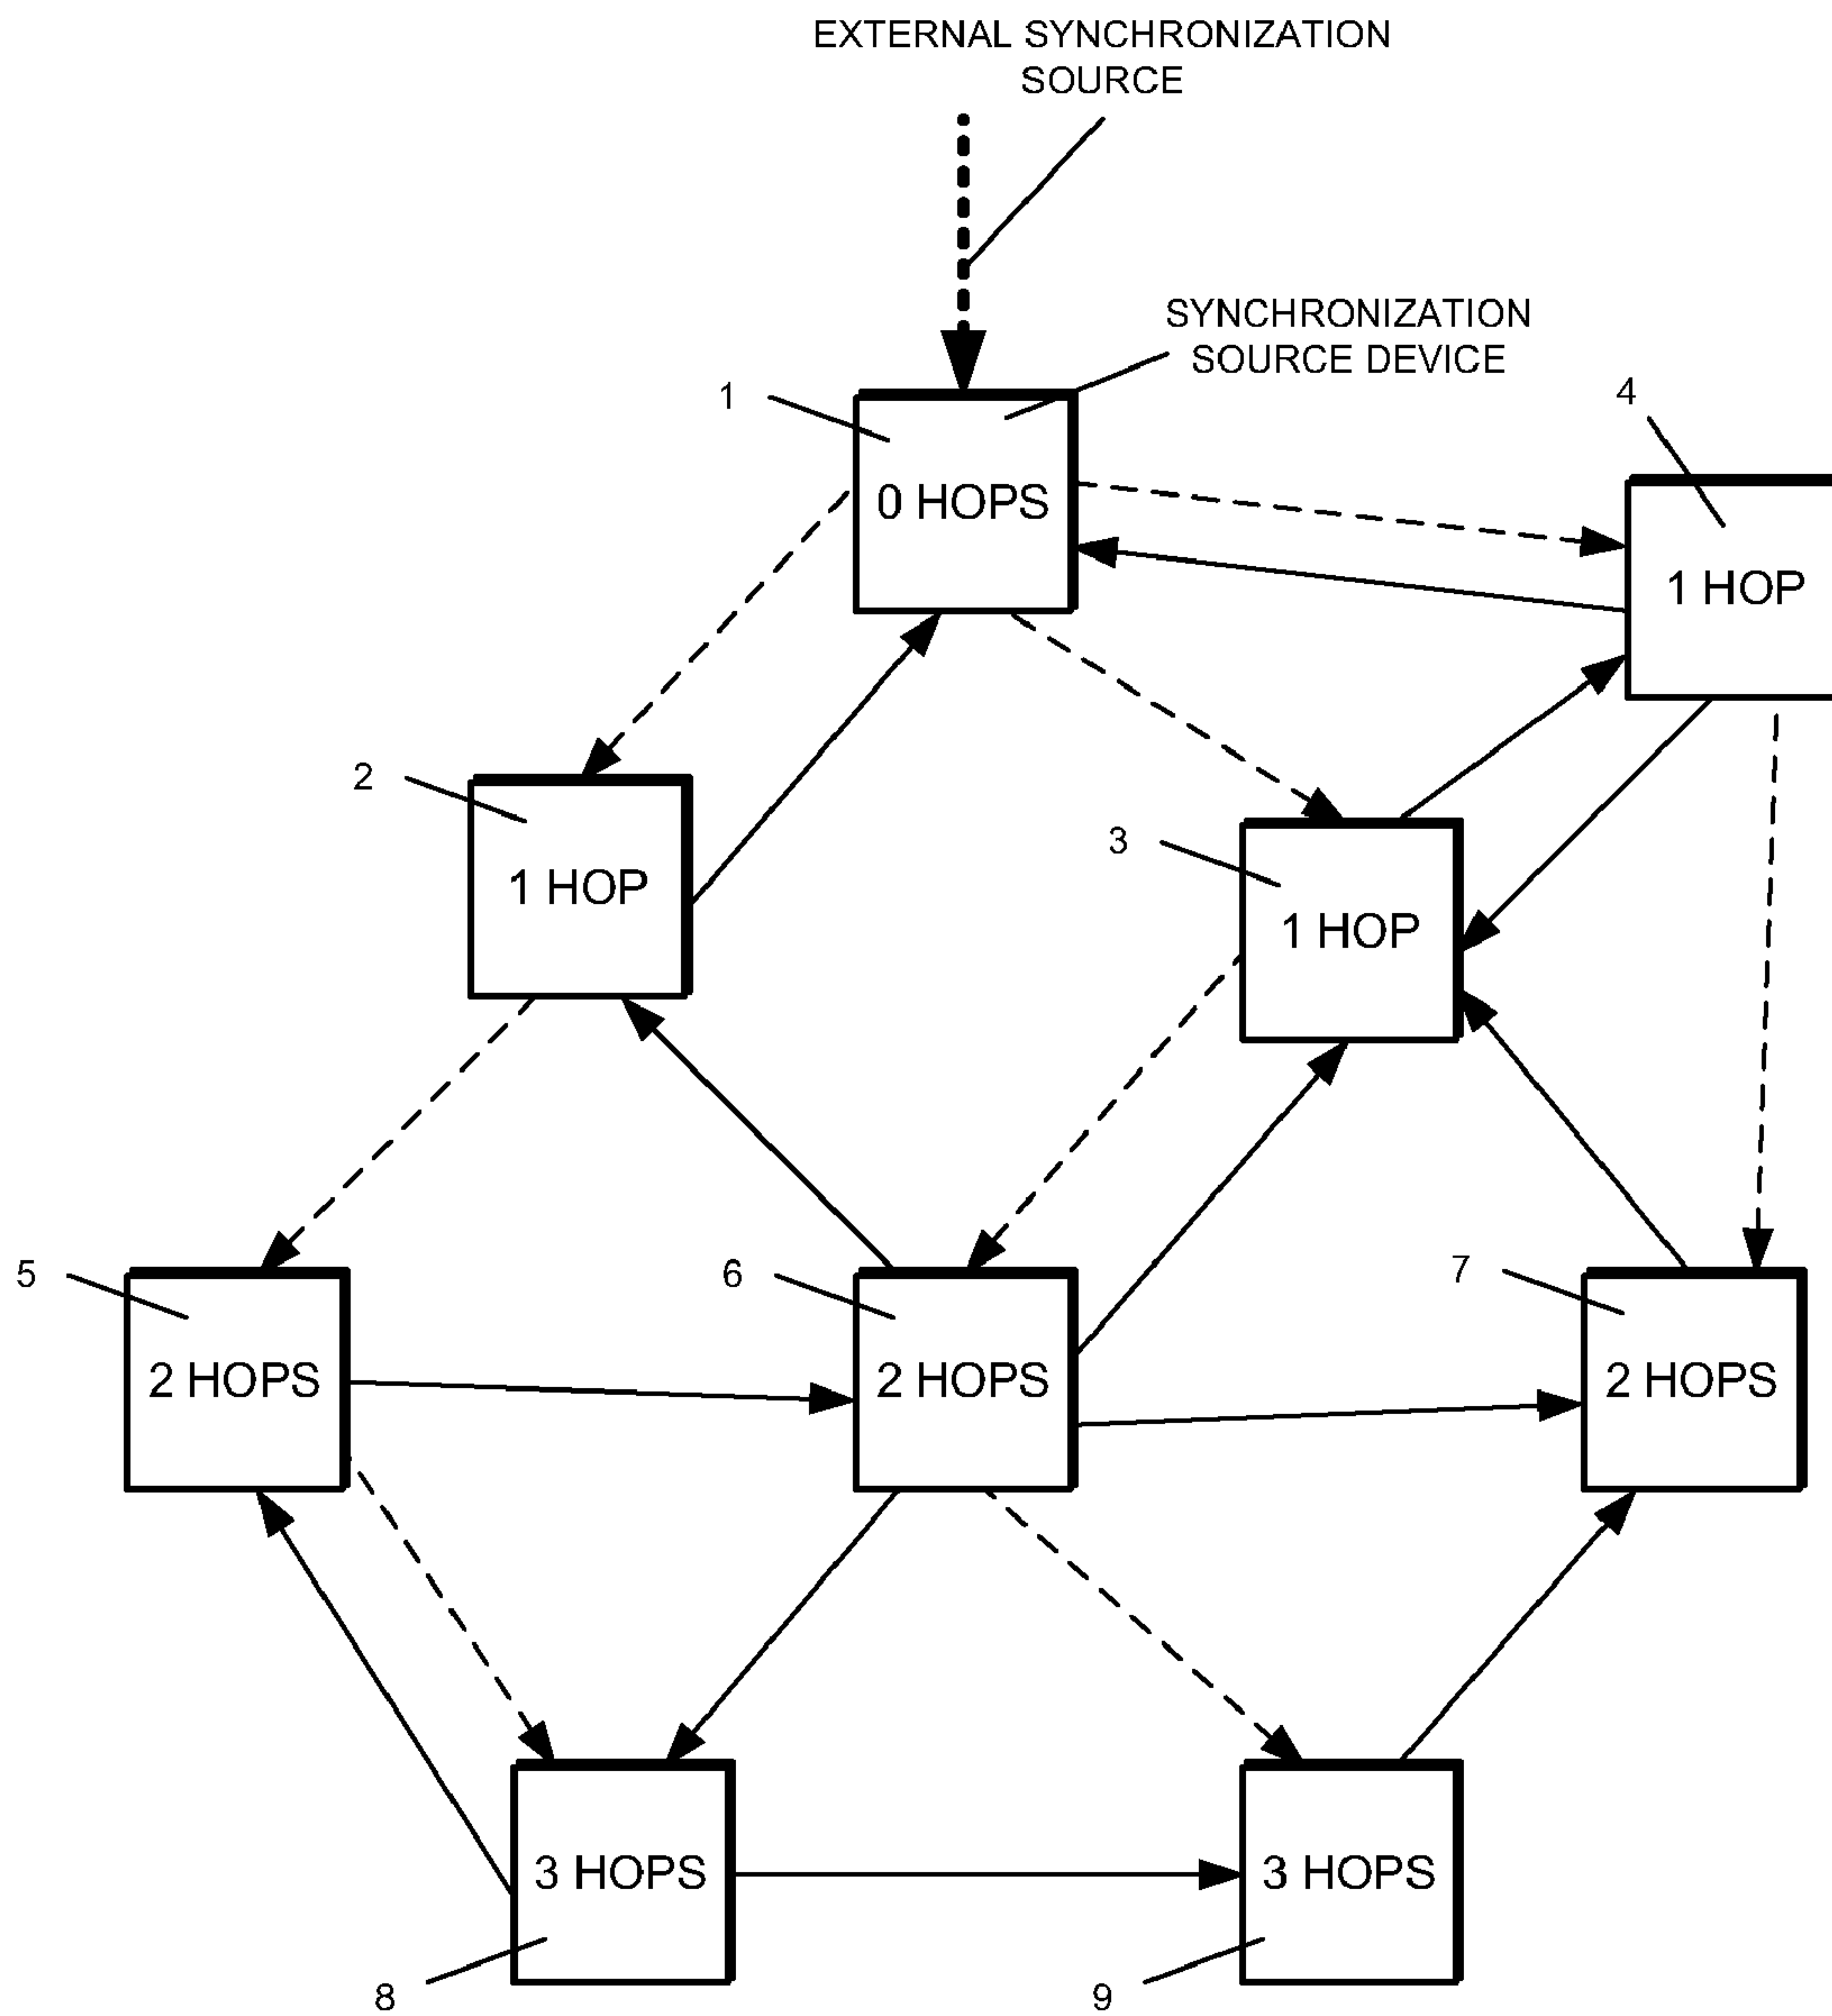 EXTERNAL SYNCHRONIZATION
SOURCE
SYNCHRONIZATION
SOURCE DEVICE
1
4
0 HOPS
1 HOP
2
3
1 HOP
1 HOP
5
6
7
2 HOPS
2 HOPS
2 HOPS
3 HOPS
3 HOPS
8
9